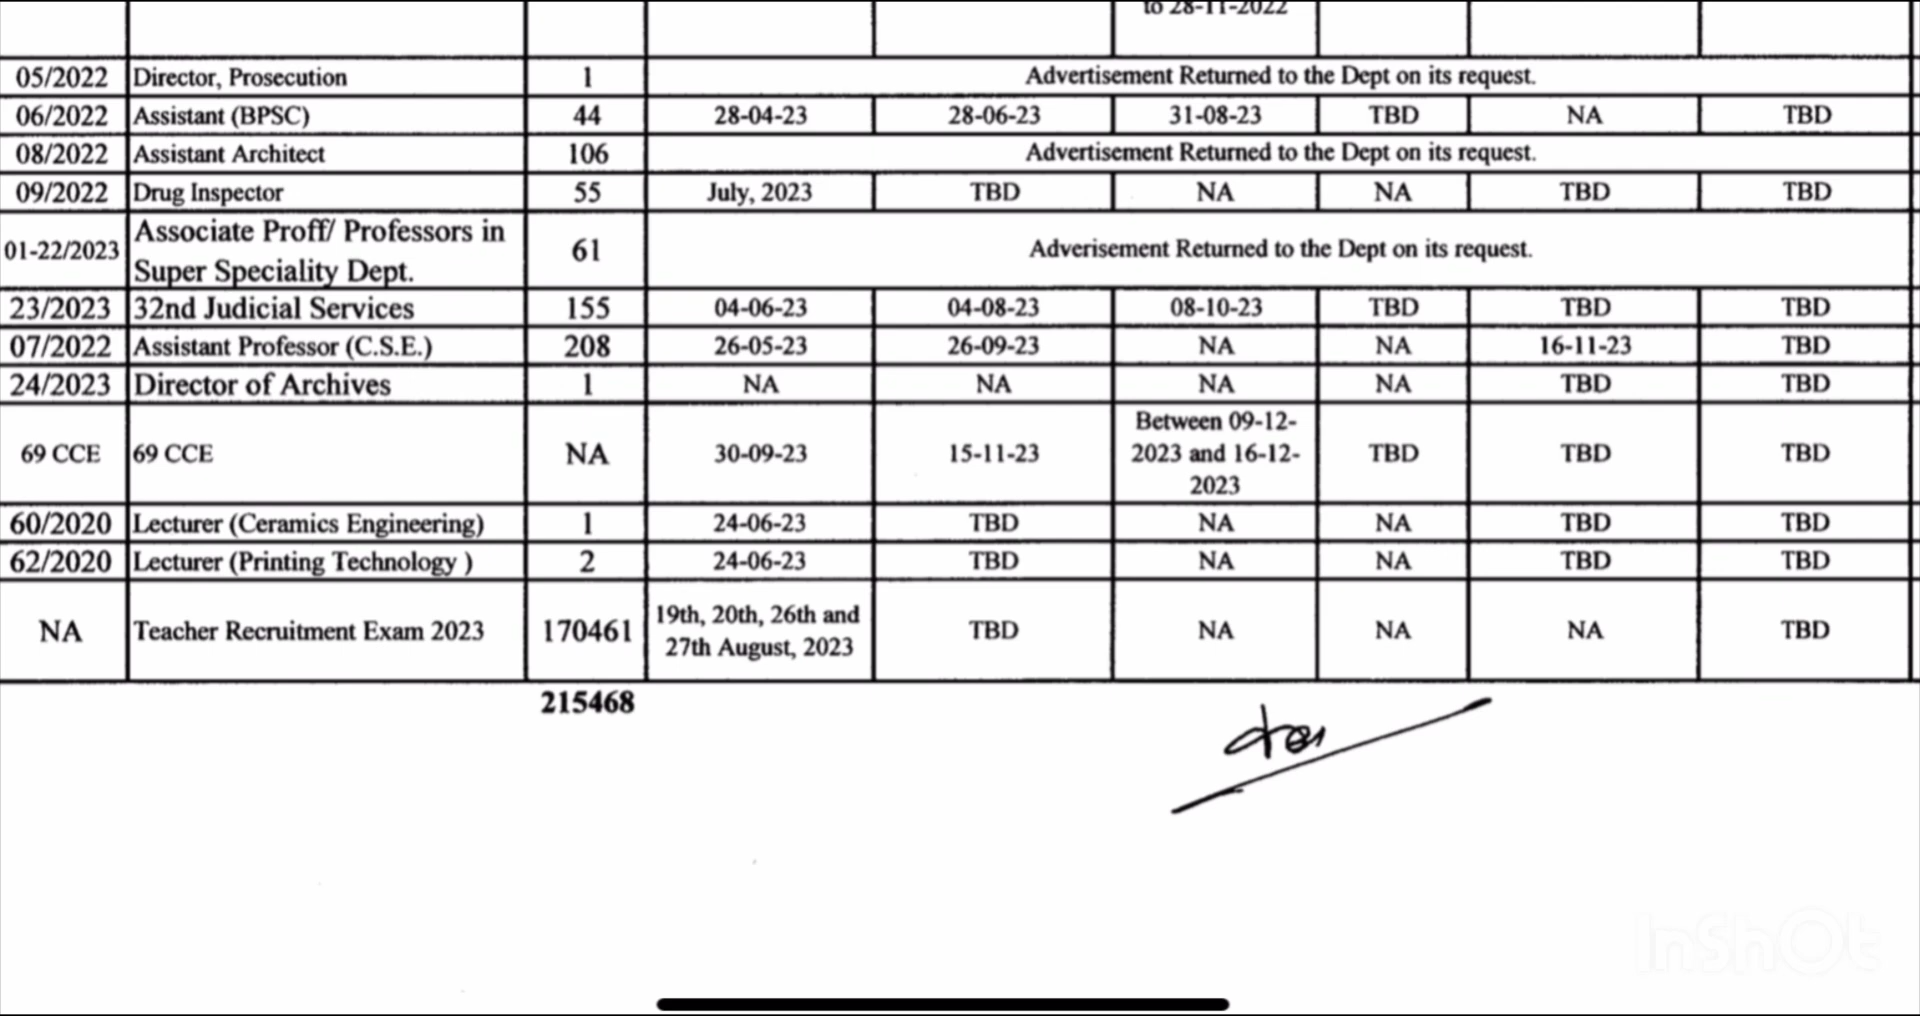 to 28-11-2022
05/2022 Director, Prosecution 1 Advertisement Returned to the Dept on its request.
06/2022 Assistant (BPSC) 44 28-04-23 28-06-23 31-08-23 TBD NA TBD
08/2022 Assistant Architect 106 Advertisement Returned to the Dept on its request.
09/2022 Drug Inspector 55 July, 2023 TBD NA NA TBD TBD
01-22/2023 Associate Proff/ Professors in
Super Speciality Dept. 61 Adverisement Returned to the Dept on its request.
23/2023 32nd Judicial Services 155 04-06-23 04-08-23 08-10-23 TBD TBD TBD
07/2022 Assistant Professor (C.S.E.) 208 26-05-23 26-09-23 NA NA 16-11-23 TBD
24/2023 Director of Archives 1 NA NA NA NA TBD TBD
69 CCE 69 CCE NA 30-09-23 15-11-23 Between 09-12-
2023 and 16-12-
2023 TBD TBD TBD
60/2020 Lecturer (Ceramics Engineering) 1 24-06-23 TBD NA NA TBD TBD
62/2020 Lecturer (Printing Technology ) 2 24-06-23 TBD NA NA TBD TBD
NA Teacher Recruitment Exam 2023 170461 19th, 20th, 26th and
27th August, 2023 TBD NA NA NA TBD
215468
InShOt